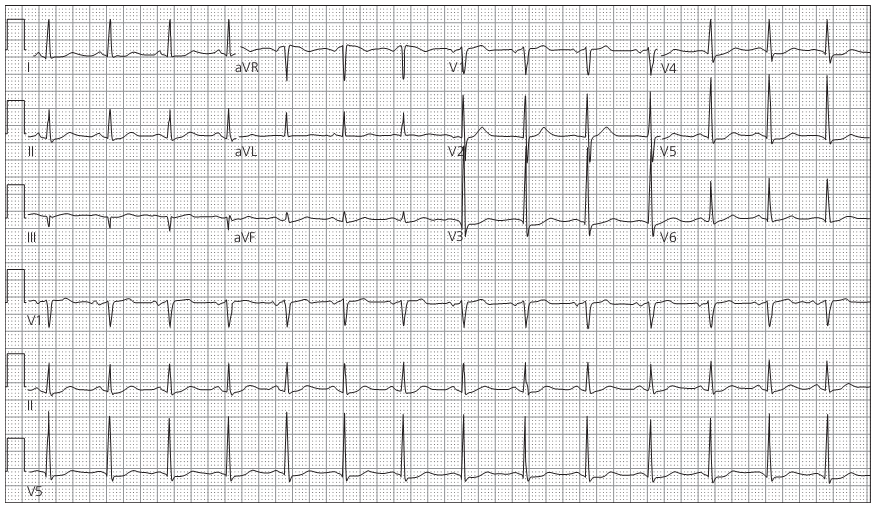 I aVR V1 V4
II aVL V2 V5
III aVF V3 V6
V1
II
V5